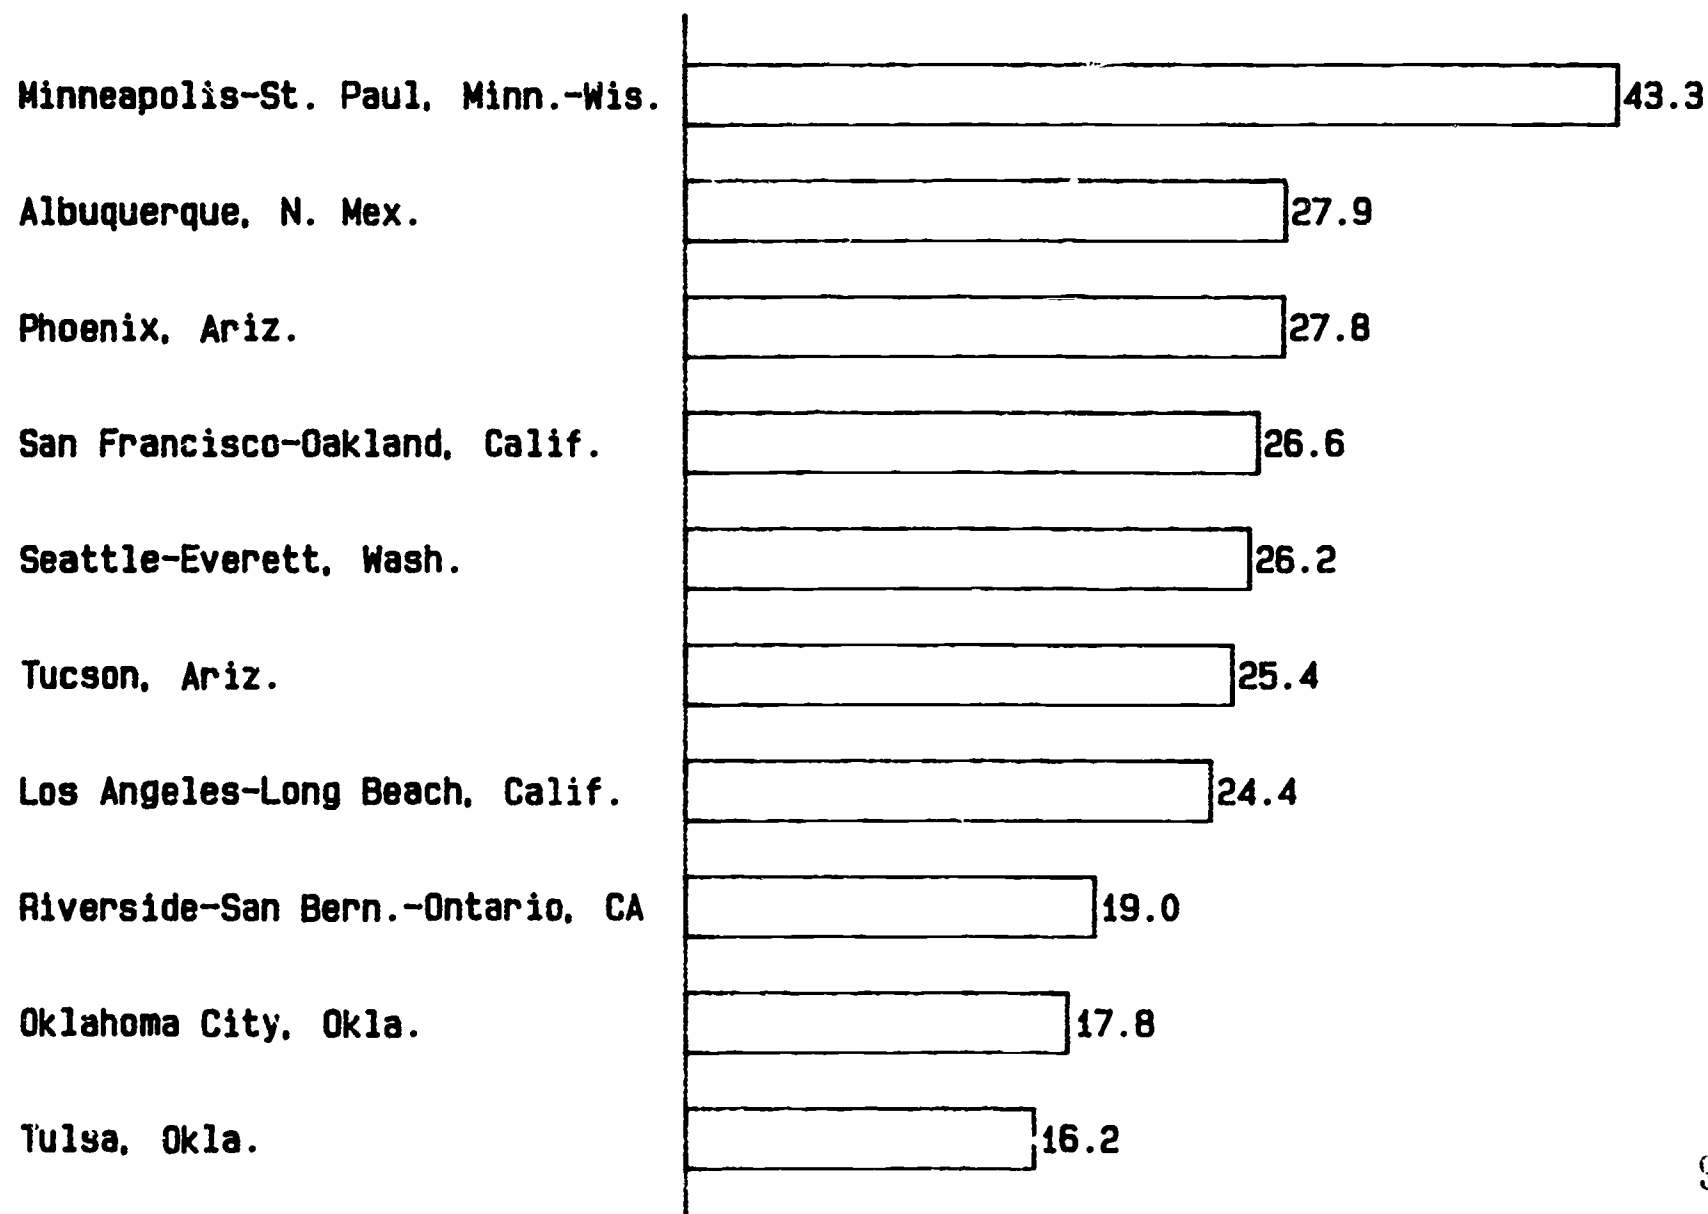 Minneapolis-St. Paul, Minn.-Wis. 43.3
Albuquerque, N. Mex. 27.9
Phoenix, Ariz. 27.8
San Francisco-Oakland, Calif. 26.6
Seattle-Everett, Wash. 26.2
Tucson, Ariz. 25.4
Los Angeles-Long Beach, Calif. 24.4
Riverside-San Bern.-Ontario, CA 19.0
Oklahoma City, Okla. 17.8
Tulsa, Okla. 16.2